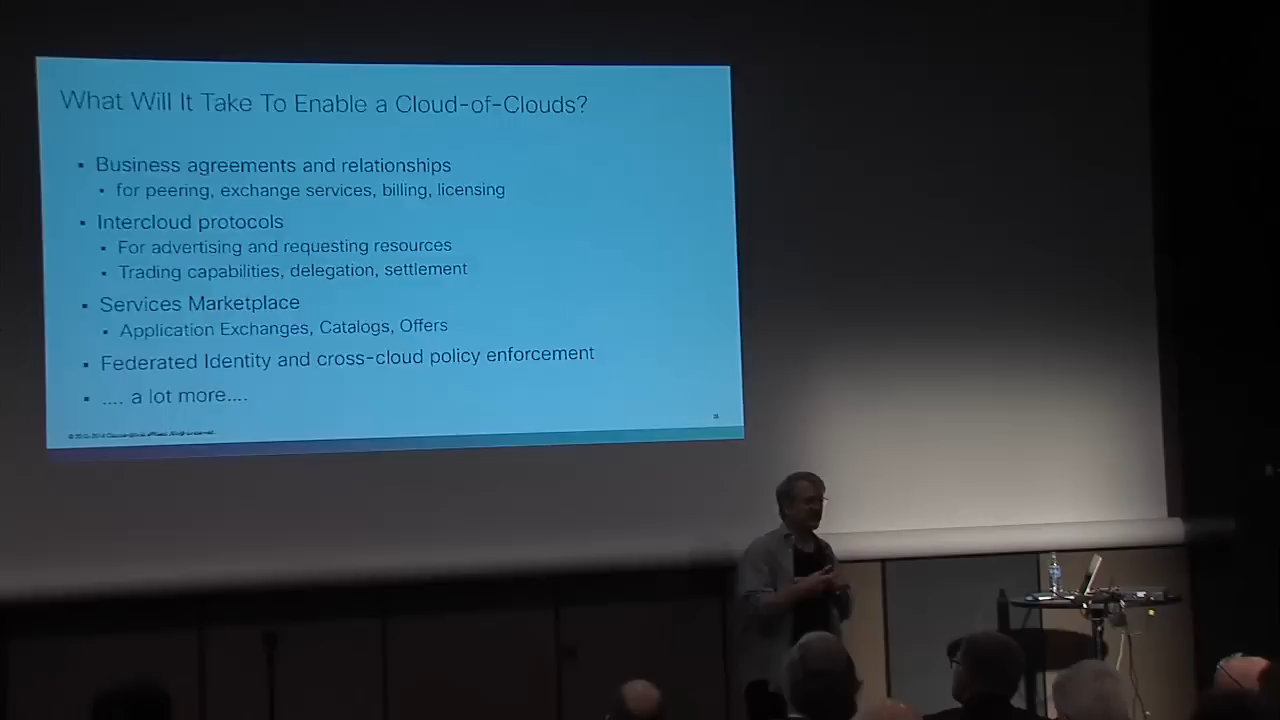 What Will It Take To Enable a Cloud-of-Clouds?
▪ Business agreements and relationships
▪ for peering, exchange services, billing, licensing
▪ Intercloud protocols
▪ For advertising and requesting resources
▪ Trading capabilities, delegation, settlement
▪ Services Marketplace
▪ Application Exchanges, Catalogs, Offers
▪ Federated Identity and cross-cloud policy enforcement
▪ .... a lot more....